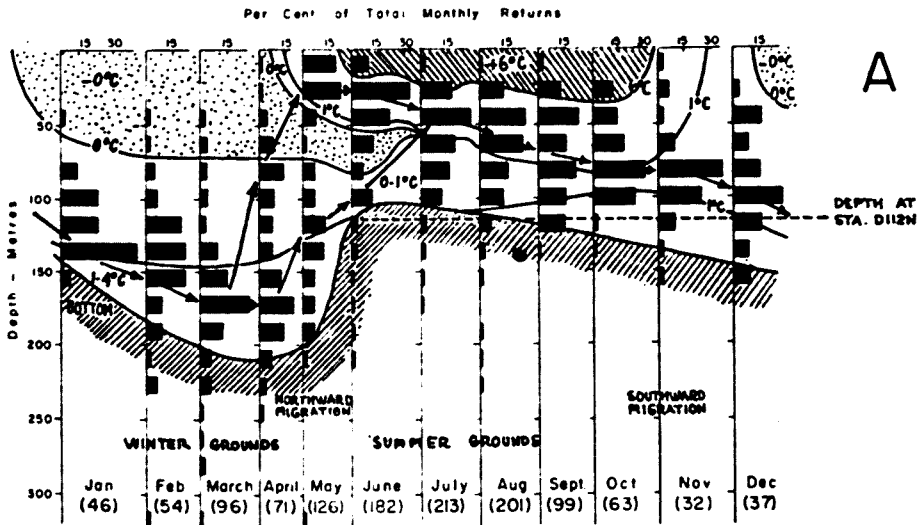 Per Cent of Total Monthly Returns
15 30 15 15 15 15 15 30 15 15 15 15 30 15 30 15
A
-0°C
0°C
1°C
+6°C
1°C
-0°C
0°C
50
0°C
0-1°C
100
1°C
DEPTH AT
STA. D112N
150
1-4°C
BOTTOM
200
250
300
Depth - Metres
NORTHWARD
MIGRATION
SOUTHWARD
MIGRATION
WINTER GROUNDS
SUMMER GROUNDS
Jan Feb March April May June July Aug Sept Oct Nov Dec
(46) (54) (96) (71) (126) (182) (213) (201) (99) (63) (32) (37)